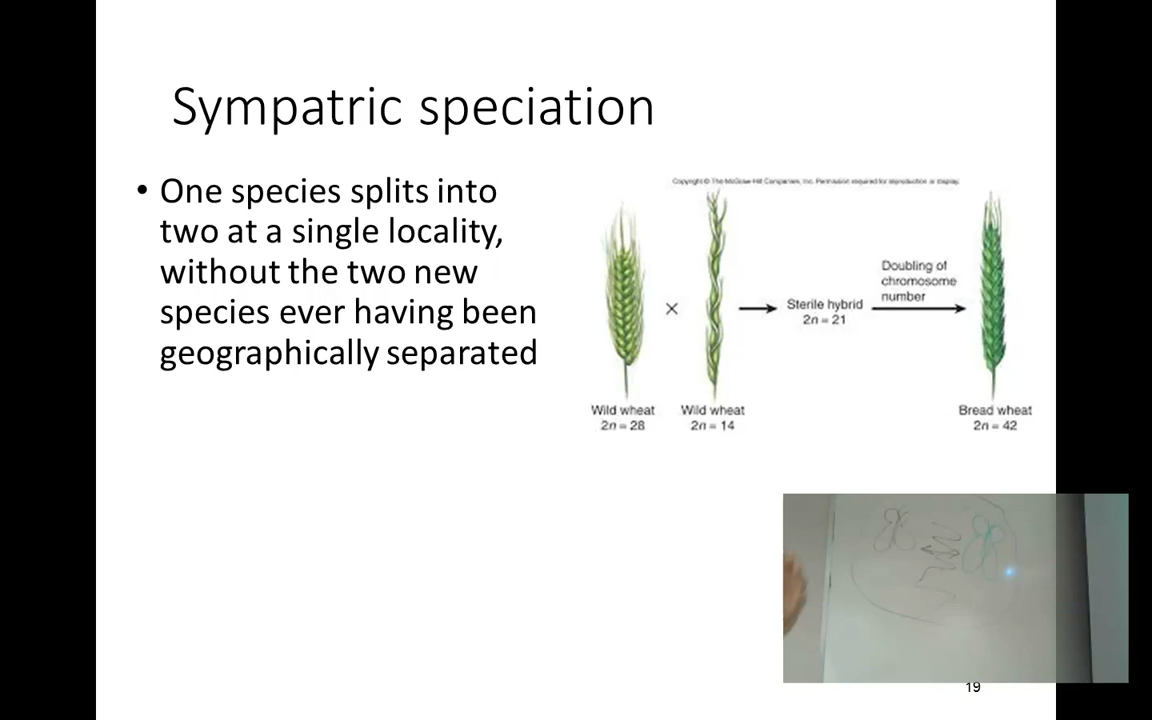 Sympatric speciation
• One species splits into
two at a single locality,
without the two new
species ever having been
geographically separated
Copyright © The McGraw-Hill Companies, Inc. Permission required for reproduction or display.
Doubling of
chromosome
number
×
Sterile hybrid
2n = 21
Wild wheat
2n = 28
Wild wheat
2n = 14
Bread wheat
2n = 42
19